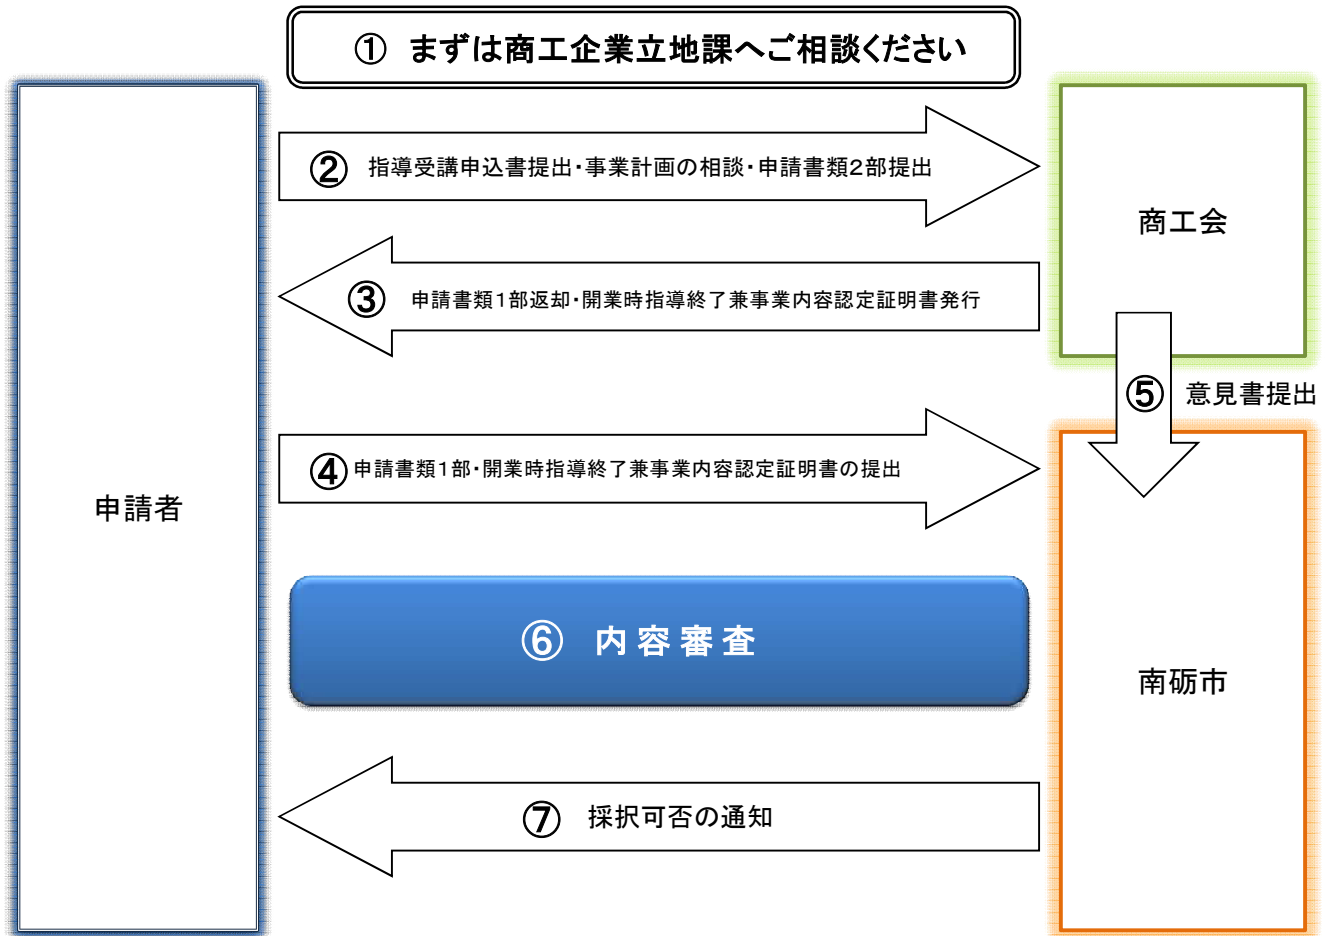 ① まずは商工企業立地課へご相談ください
② 指導受講申込書提出・事業計画の相談・申請書類2部提出
商工会
③ 申請書類1部返却・開業時指導終了兼事業内容認定証明書発行
⑤ 意見書提出
④ 申請書類1部・開業時指導終了兼事業内容認定証明書の提出
申請者
⑥ 内容審査
南砺市
⑦ 採択可否の通知